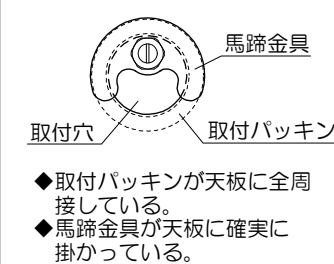 馬蹄金具
取付穴
取付パッキン
◆取付パッキンが天板に全周
接している。
◆馬蹄金具が天板に確実に
掛かっている。